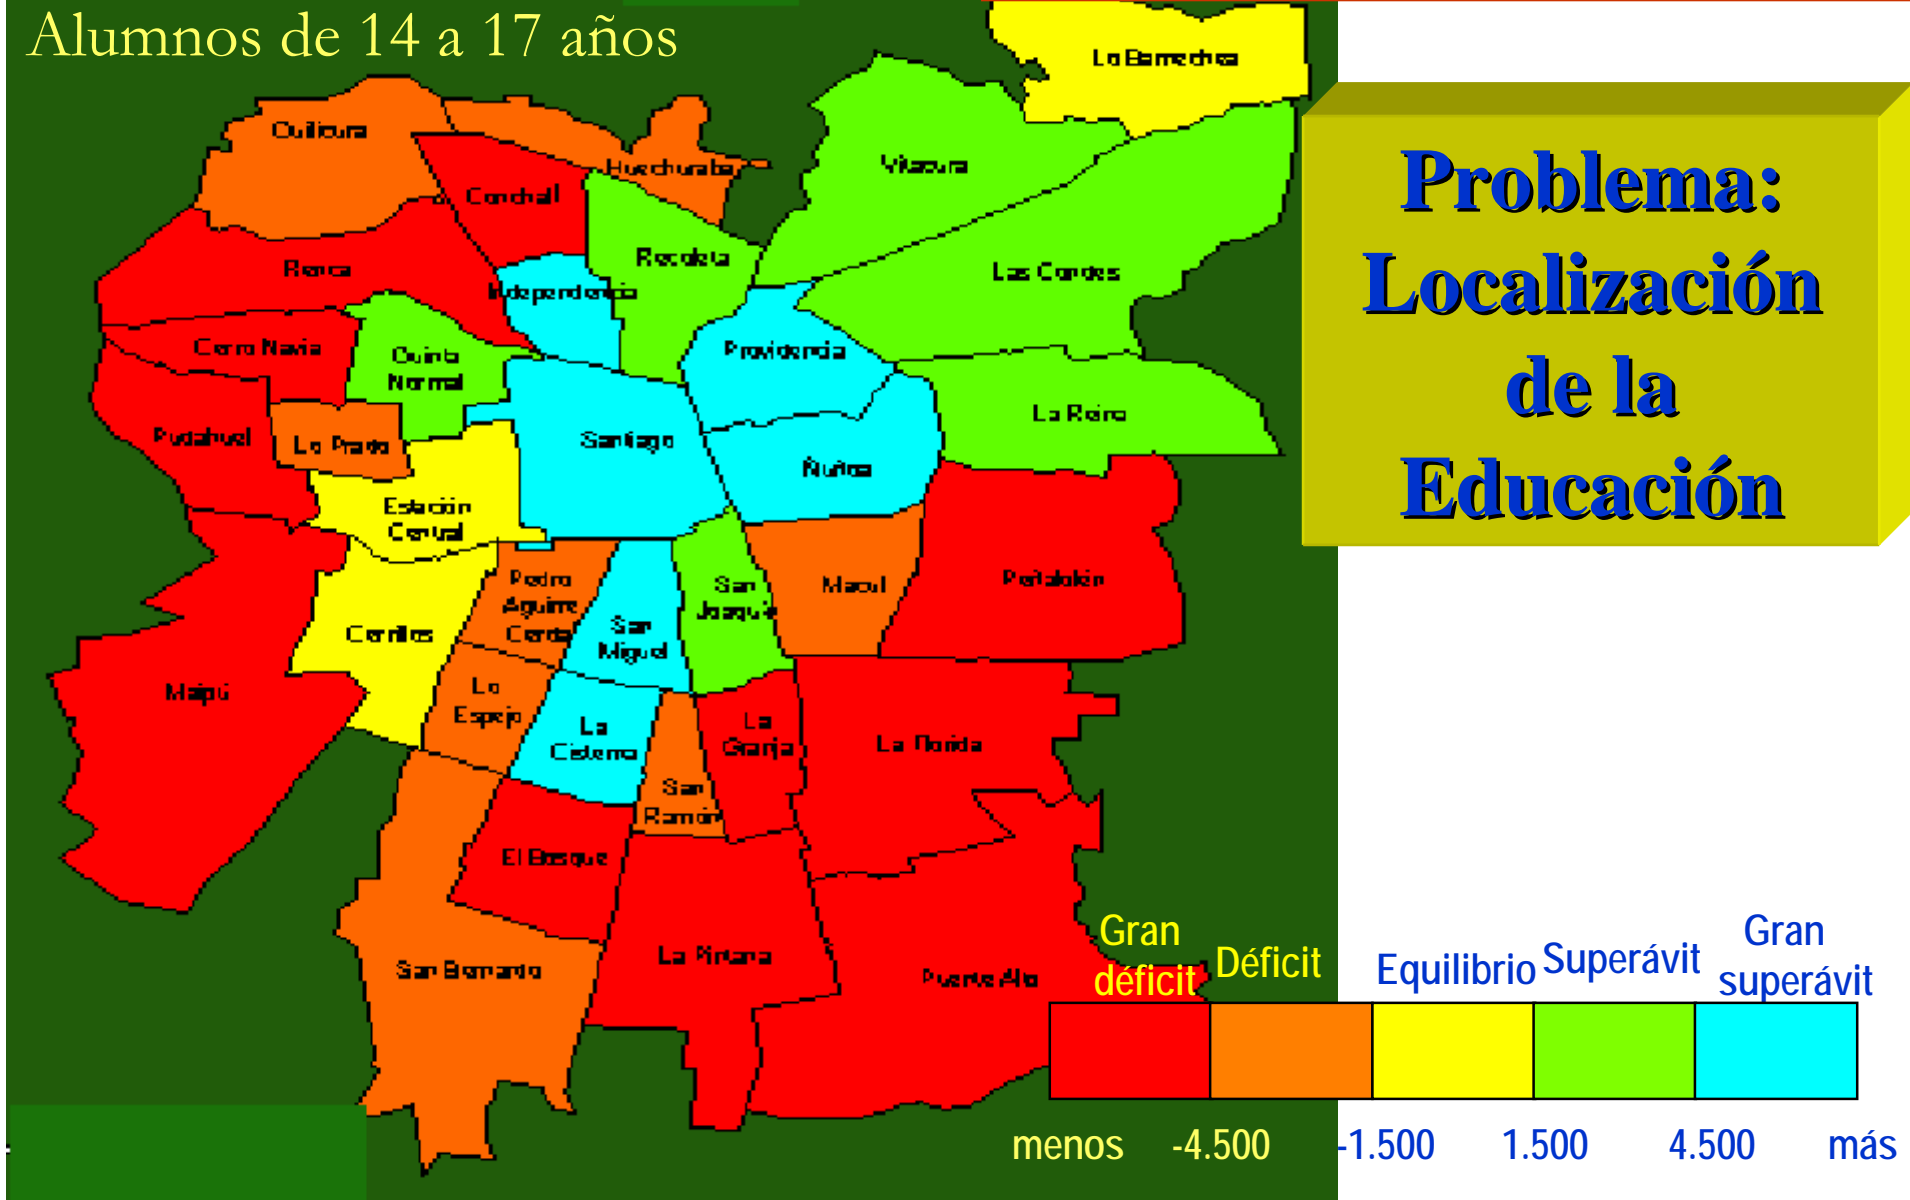 Alumnos de 14 a 17 años
Lo Barnechea
Problema:
Localización
de la
Educación
Quilicura
Huechuraba
Vitacura
Conchalí
Recoleta
Renca
Las Condes
Independencia
Cerro Navia
Providencia
Quinta
Normal
La Reina
Pudahuel
Lo Prado
Santiago
Ñuñoa
Estación
Central
Pedro
Aguirre
Cerda
San
Joaquín
Macul
Peñalolén
Cerrillos
San
Miguel
Maipú
Lo
Espejo
La
Cisterna
La
Granja
La Florida
San
Ramón
El Bosque
San Bernardo
La Pintana
Puente Alto
Gran
déficit
Déficit
Equilibrio
Superávit
Gran
superávit
menos -4.500 -1.500 1.500 4.500 más